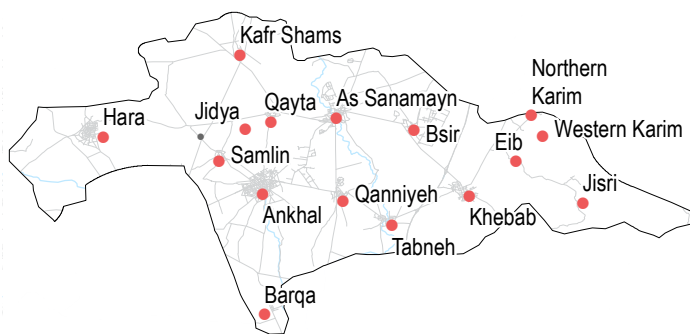 Kafr Shams
Northern
Karim
Hara
Jidya
Qayta
As Sanamayn
Bsir
Western Karim
Eib
Samlin
Jisri
Ankhal
Qanniyeh
Khebab
Tabneh
Barqa